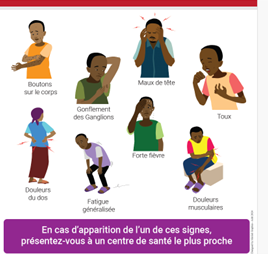 Boutons
sur le corps
Gonflement
des Ganglions
Maux de tête
Toux
Douleurs
du dos
Fatigue
généralisée
Forte fièvre
Douleurs
musculaires
En cas d'apparition de l'un de ces signes,
présentez-vous à un centre de santé le plus proche